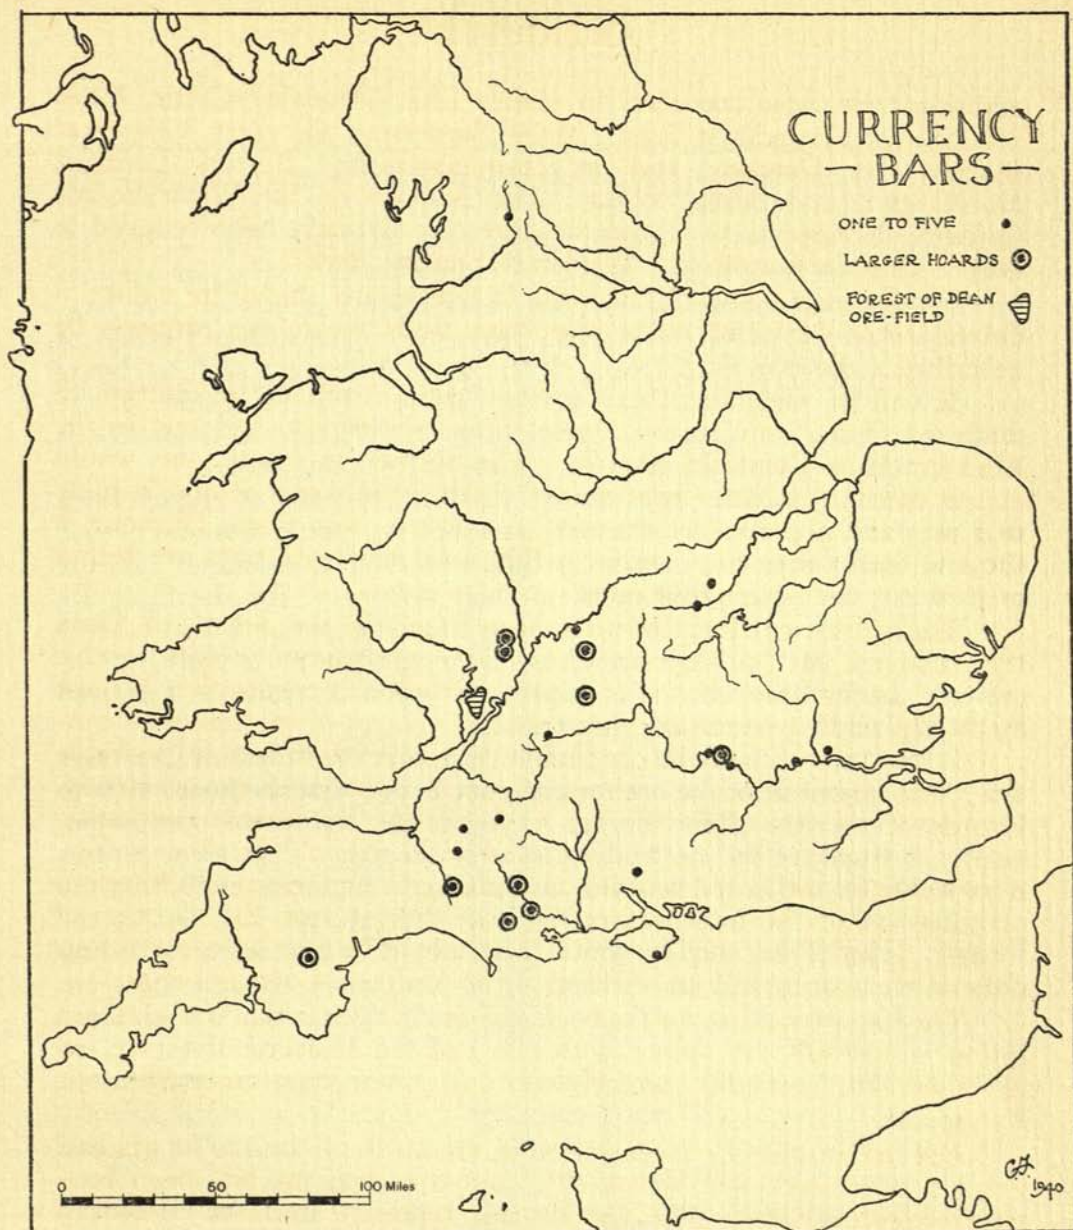 CURRENCY
— BARS —
ONE TO FIVE
LARGER HOARDS
FOREST OF DEAN
ORE-FIELD
0 50 100 Miles
1940